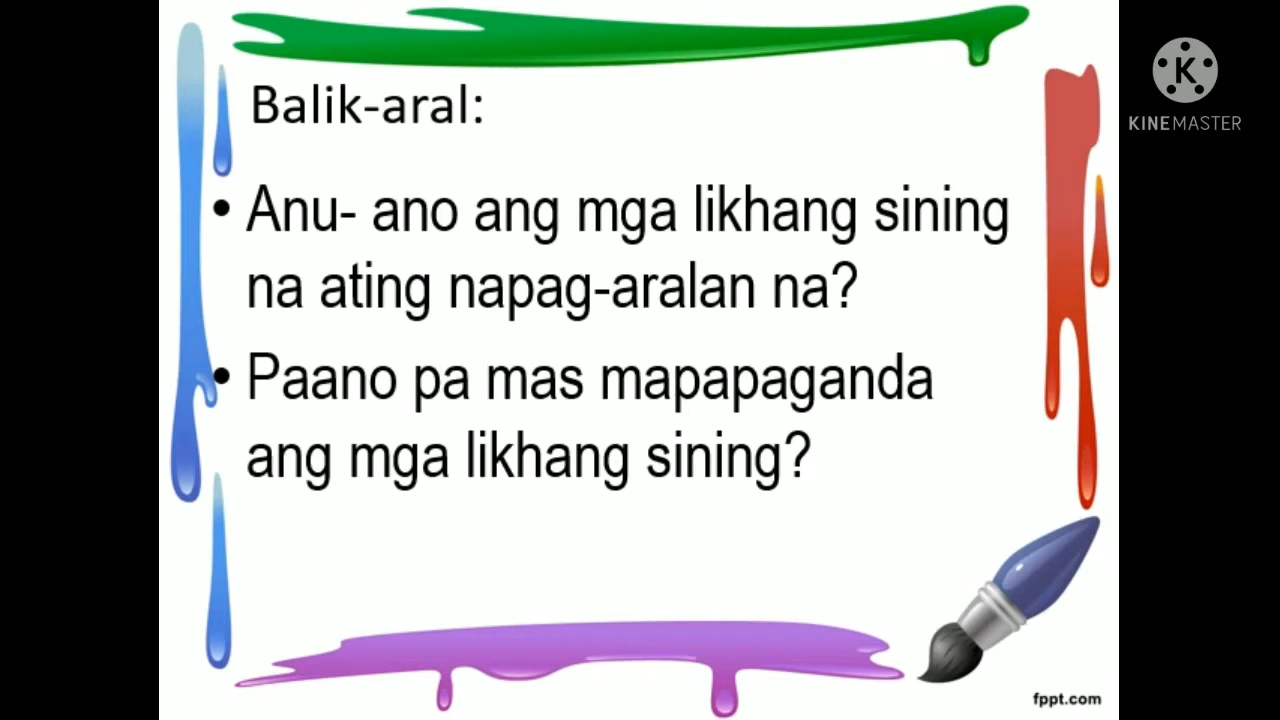 Balik-aral:
• Anu- ano ang mga likhang sining
na ating napag-aralan na?
• Paano pa mas mapapaganda
ang mga likhang sining?
K
KINEMASTER
fppt.com